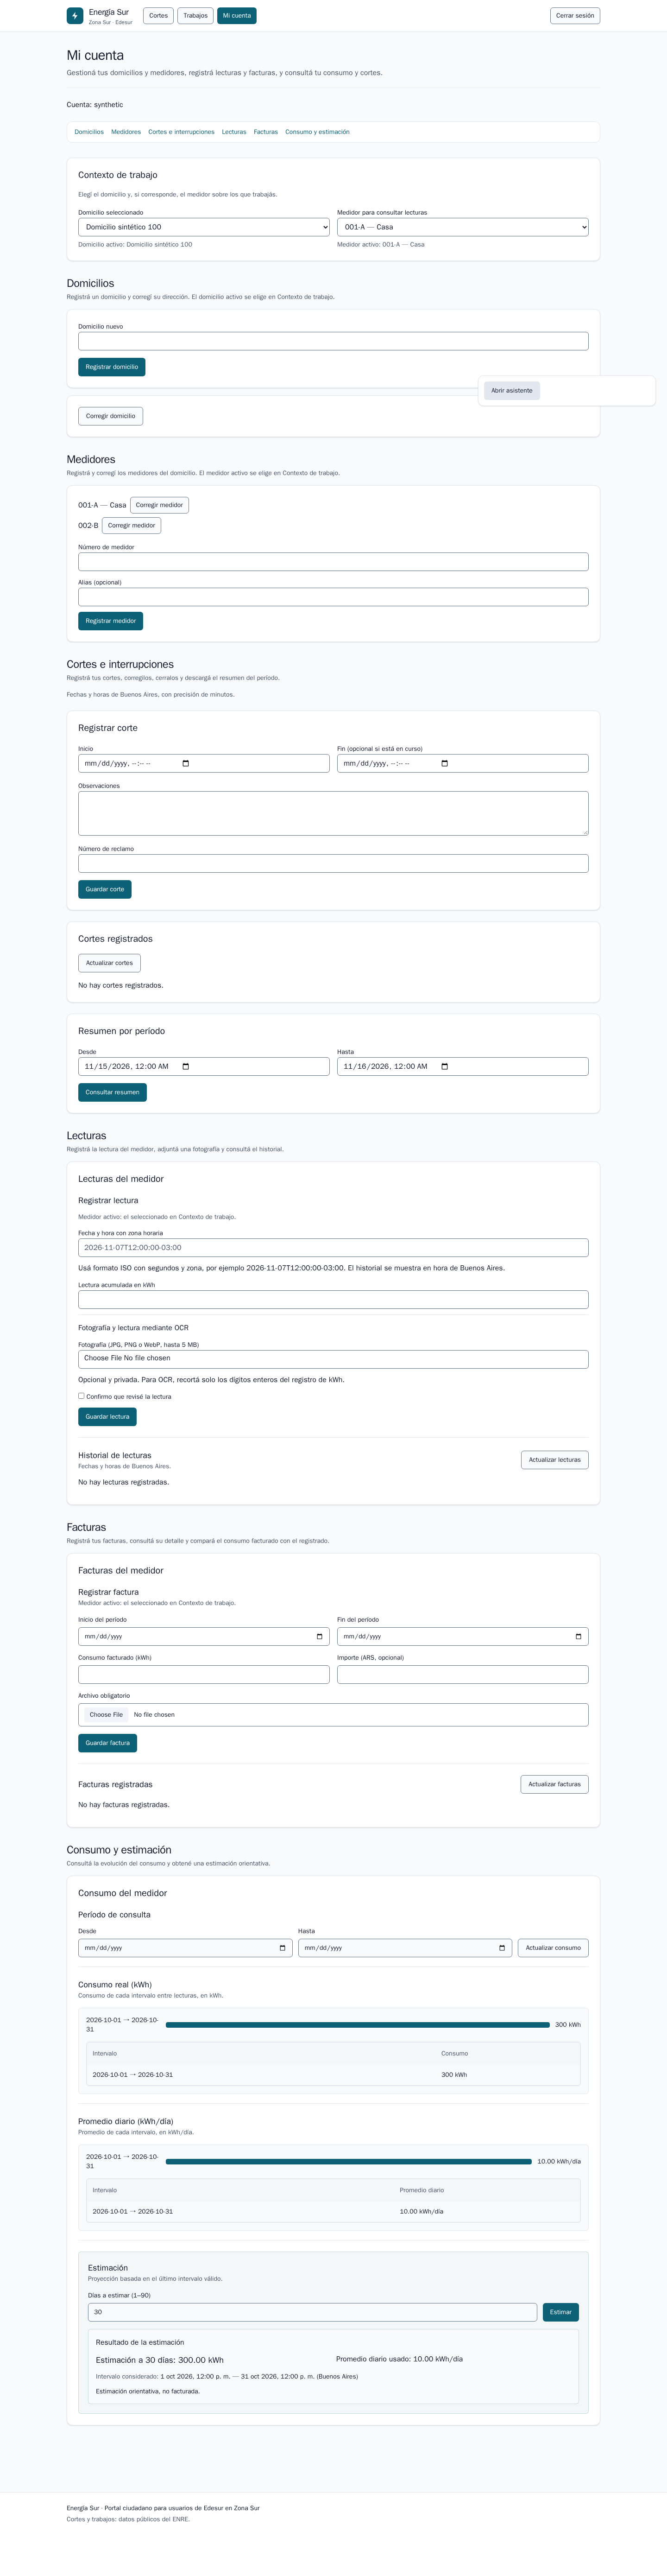 Energía Sur
Zona Sur · Edesur
Cortes
Trabajos
Mi cuenta
Cerrar sesión
Mi cuenta
Gestioná tus domicilios y medidores, registrá lecturas y facturas, y consultá tu consumo y cortes.
Cuenta: synthetic
Domicilios Medidores Cortes e interrupciones Lecturas Facturas Consumo y estimación
Contexto de trabajo
Elegí el domicilio y, si corresponde, el medidor sobre los que trabajás.
Domicilio seleccionado
Domicilio sintético 100
Domicilio activo: Domicilio sintético 100
Medidor para consultar lecturas
001-A — Casa
Medidor activo: 001-A — Casa
Domicilios
Registrá un domicilio y corregí su dirección. El domicilio activo se elige en Contexto de trabajo.
Domicilio nuevo
Registrar domicilio
Abrir asistente
Corregir domicilio
Medidores
Registrá y corregí los medidores del domicilio. El medidor activo se elige en Contexto de trabajo.
001-A — Casa Corregir medidor
002-B Corregir medidor
Número de medidor
Alias (opcional)
Registrar medidor
Cortes e interrupciones
Registrá tus cortes, corregilos, cerralos y descargá el resumen del período.
Fechas y horas de Buenos Aires, con precisión de minutos.
Registrar corte
Inicio
mm/dd/yyyy, --:-- --
Fin (opcional si está en curso)
mm/dd/yyyy, --:-- --
Observaciones
Número de reclamo
Guardar corte
Cortes registrados
Actualizar cortes
No hay cortes registrados.
Resumen por período
Desde
11/15/2026, 12:00 AM
Hasta
11/16/2026, 12:00 AM
Consultar resumen
Lecturas
Registrá la lectura del medidor, adjuntá una fotografía y consultá el historial.
Lecturas del medidor
Registrar lectura
Medidor activo: el seleccionado en Contexto de trabajo.
Fecha y hora con zona horaria
2026-11-07T12:00:00-03:00
Usá formato ISO con segundos y zona, por ejemplo 2026-11-07T12:00:00-03:00. El historial se muestra en hora de Buenos Aires.
Lectura acumulada en kWh
Fotografía y lectura mediante OCR
Fotografía (JPG, PNG o WebP, hasta 5 MB)
Choose File No file chosen
Opcional y privada. Para OCR, recortá solo los dígitos enteros del registro de kWh.
Confirmo que revisé la lectura
Guardar lectura
Historial de lecturas
Fechas y horas de Buenos Aires.
Actualizar lecturas
No hay lecturas registradas.
Facturas
Registrá tus facturas, consultá su detalle y compará el consumo facturado con el registrado.
Facturas del medidor
Registrar factura
Medidor activo: el seleccionado en Contexto de trabajo.
Inicio del período
mm/dd/yyyy
Fin del período
mm/dd/yyyy
Consumo facturado (kWh)
Importe (ARS, opcional)
Archivo obligatorio
Choose File No file chosen
Guardar factura
Facturas registradas
Actualizar facturas
No hay facturas registradas.
Consumo y estimación
Consultá la evolución del consumo y obtené una estimación orientativa.
Consumo del medidor
Período de consulta
Desde
mm/dd/yyyy
Hasta
mm/dd/yyyy
Actualizar consumo
Consumo real (kWh)
Consumo de cada intervalo entre lecturas, en kWh.
2026-10-01 → 2026-10-
31
300 kWh
Intervalo Consumo
2026-10-01 → 2026-10-31 300 kWh
Promedio diario (kWh/día)
Promedio de cada intervalo, en kWh/día.
2026-10-01 → 2026-10-
31
10.00 kWh/día
Intervalo Promedio diario
2026-10-01 → 2026-10-31 10.00 kWh/día
Estimación
Proyección basada en el último intervalo válido.
Días a estimar (1–90)
30
Estimar
Resultado de la estimación
Estimación a 30 días: 300.00 kWh
Promedio diario usado: 10.00 kWh/día
Intervalo considerado: 1 oct 2026, 12:00 p. m. — 31 oct 2026, 12:00 p. m. (Buenos Aires)
Estimación orientativa, no facturada.
Energía Sur · Portal ciudadano para usuarios de Edesur en Zona Sur
Cortes y trabajos: datos públicos del ENRE.